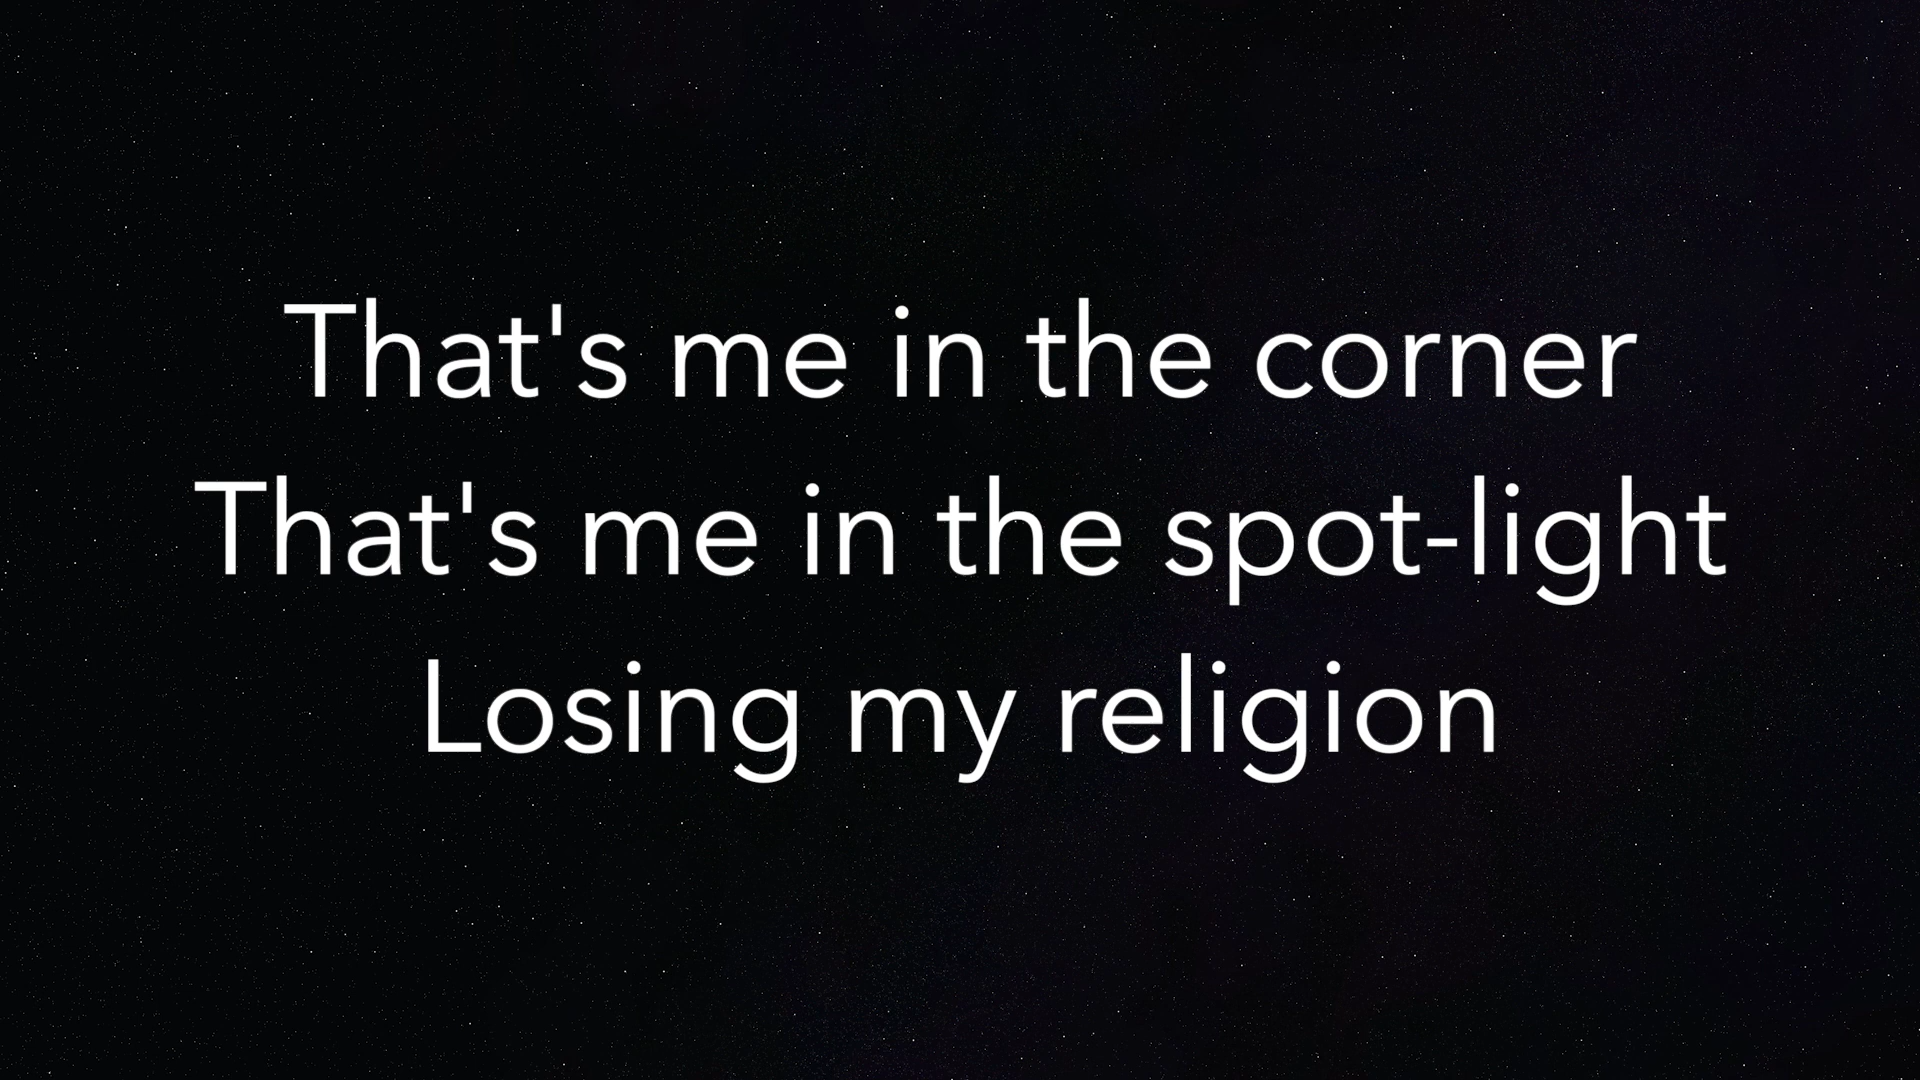 That's me in the corner
That's me in the spot-light
Losing my religion